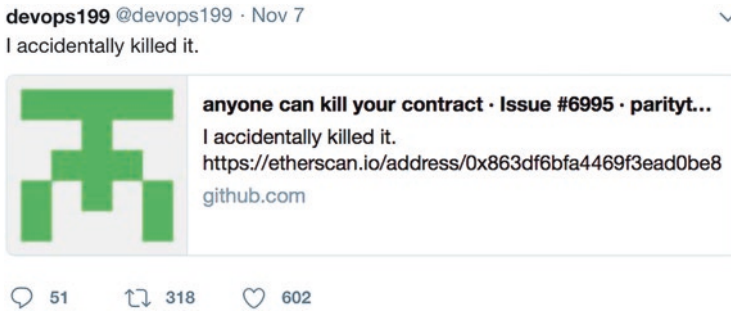 devops199 @devops199 · Nov 7
I accidentally killed it.
anyone can kill your contract · Issue #6995 · parityt...
I accidentally killed it.
https://etherscan.io/address/0x863df6bfa4469f3ead0be8
github.com
51 318 602